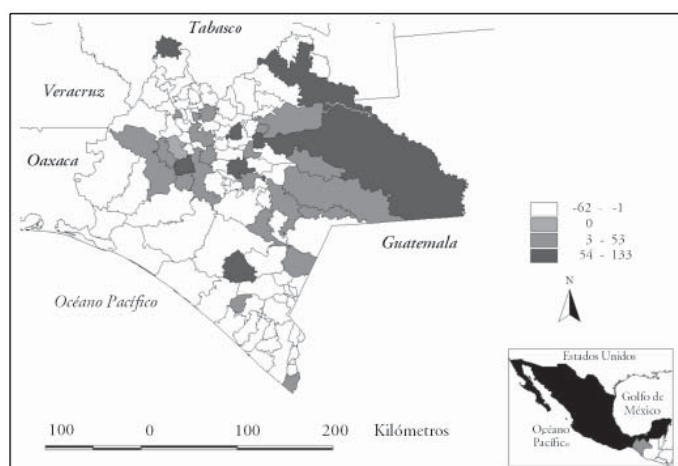 Tabasco
Veracruz
Oaxaca
-62 - -1
0
3 - 53
54 - 133
Guatemala
N
Océano Pacífico
Estados Unidos
Golfo de
México
Océano
Pacífico
100 0 100 200 Kilómetros